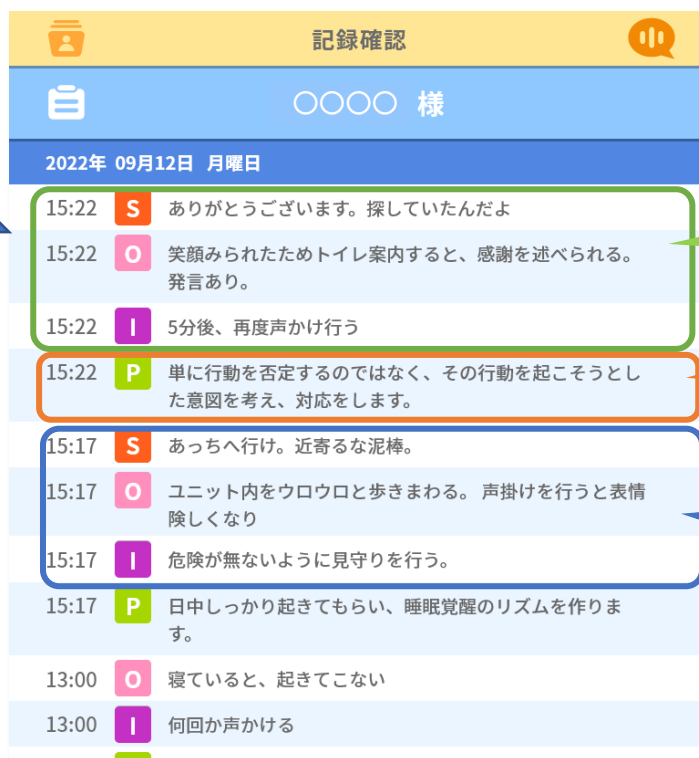 記録確認
〇〇〇〇 様
2022年 09月12日 月曜日
15:22 S ありがとうございます。探していたんだよ
15:22 O 笑顔みられたためトイレ案内すると、感謝を述べられる。
発言あり。
15:22 I 5分後、再度声かけ行う
15:22 P 単に行動を否定するのではなく、その行動を起こそうとし
た意図を考え、対応をします。
15:17 S あっちへ行け。近寄るな泥棒。
15:17 O ユニット内をウロウロと歩きまわる。 声掛けを行うと表情
険しくなり
15:17 I 危険が無ないように見守りを行う。
15:17 P 日中しっかり起きてもらい、睡眠覚醒のリズムを作りま
す。
13:00 O 寝ていると、起きてこない
13:00 I 何回か声かける